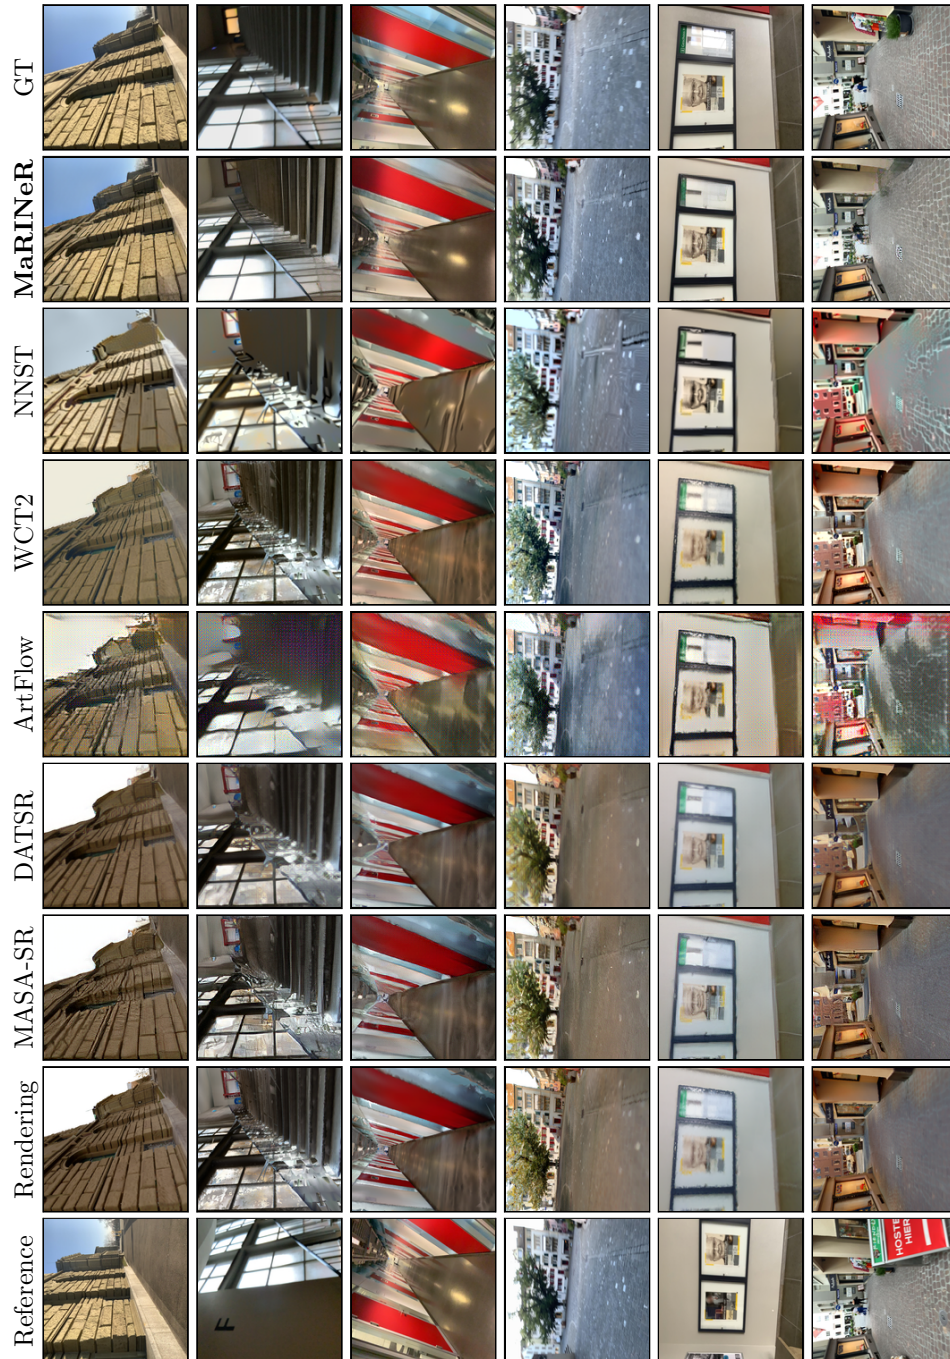 GT
MaRINeR
NNST
WCT2
ArtFlow
DATSR
MASA-SR
Rendering
Reference
F
HOSTE
HIER